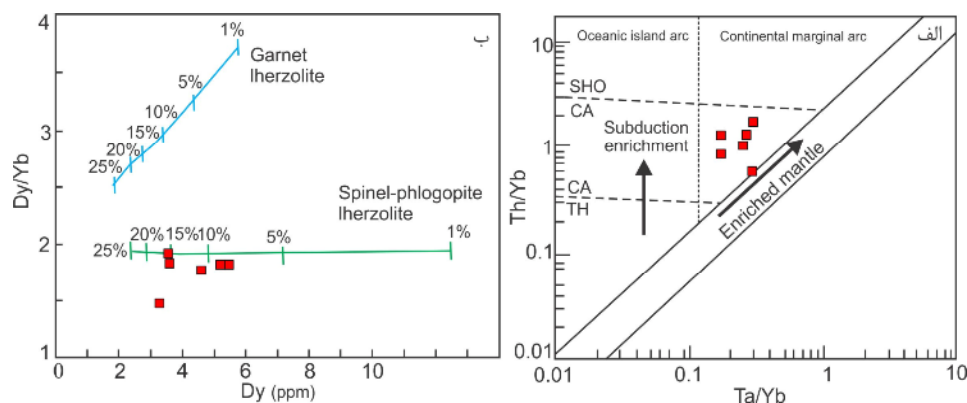 4
3
2
1
Dy/Yb
0
2
4
6
8
10
Dy (ppm)
ب
1%
5%
10%
15%
20%
25%
Garnet
lherzolite
Spinel-phlogopite
lherzolite
25%
20%
15%
10%
5%
1%
10
1
0.1
0.01
Th/Yb
0.01
0.1
1
10
Ta/Yb
Oceanic island arc
Continental marginal arc
الف
SHO
CA
Subduction
enrichment
CA
TH
Enriched mantle